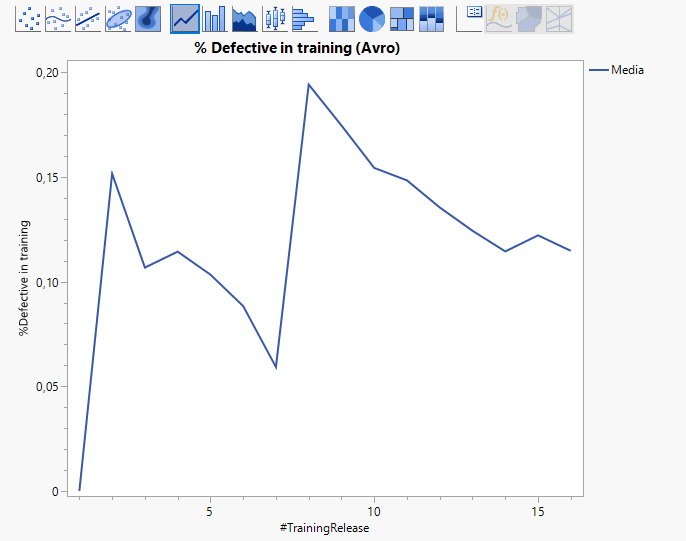 % Defective in training (Avro)
Media
0,20
0,15
0,10
0,05
0
%Defective in training
5
10
15
#TrainingRelease